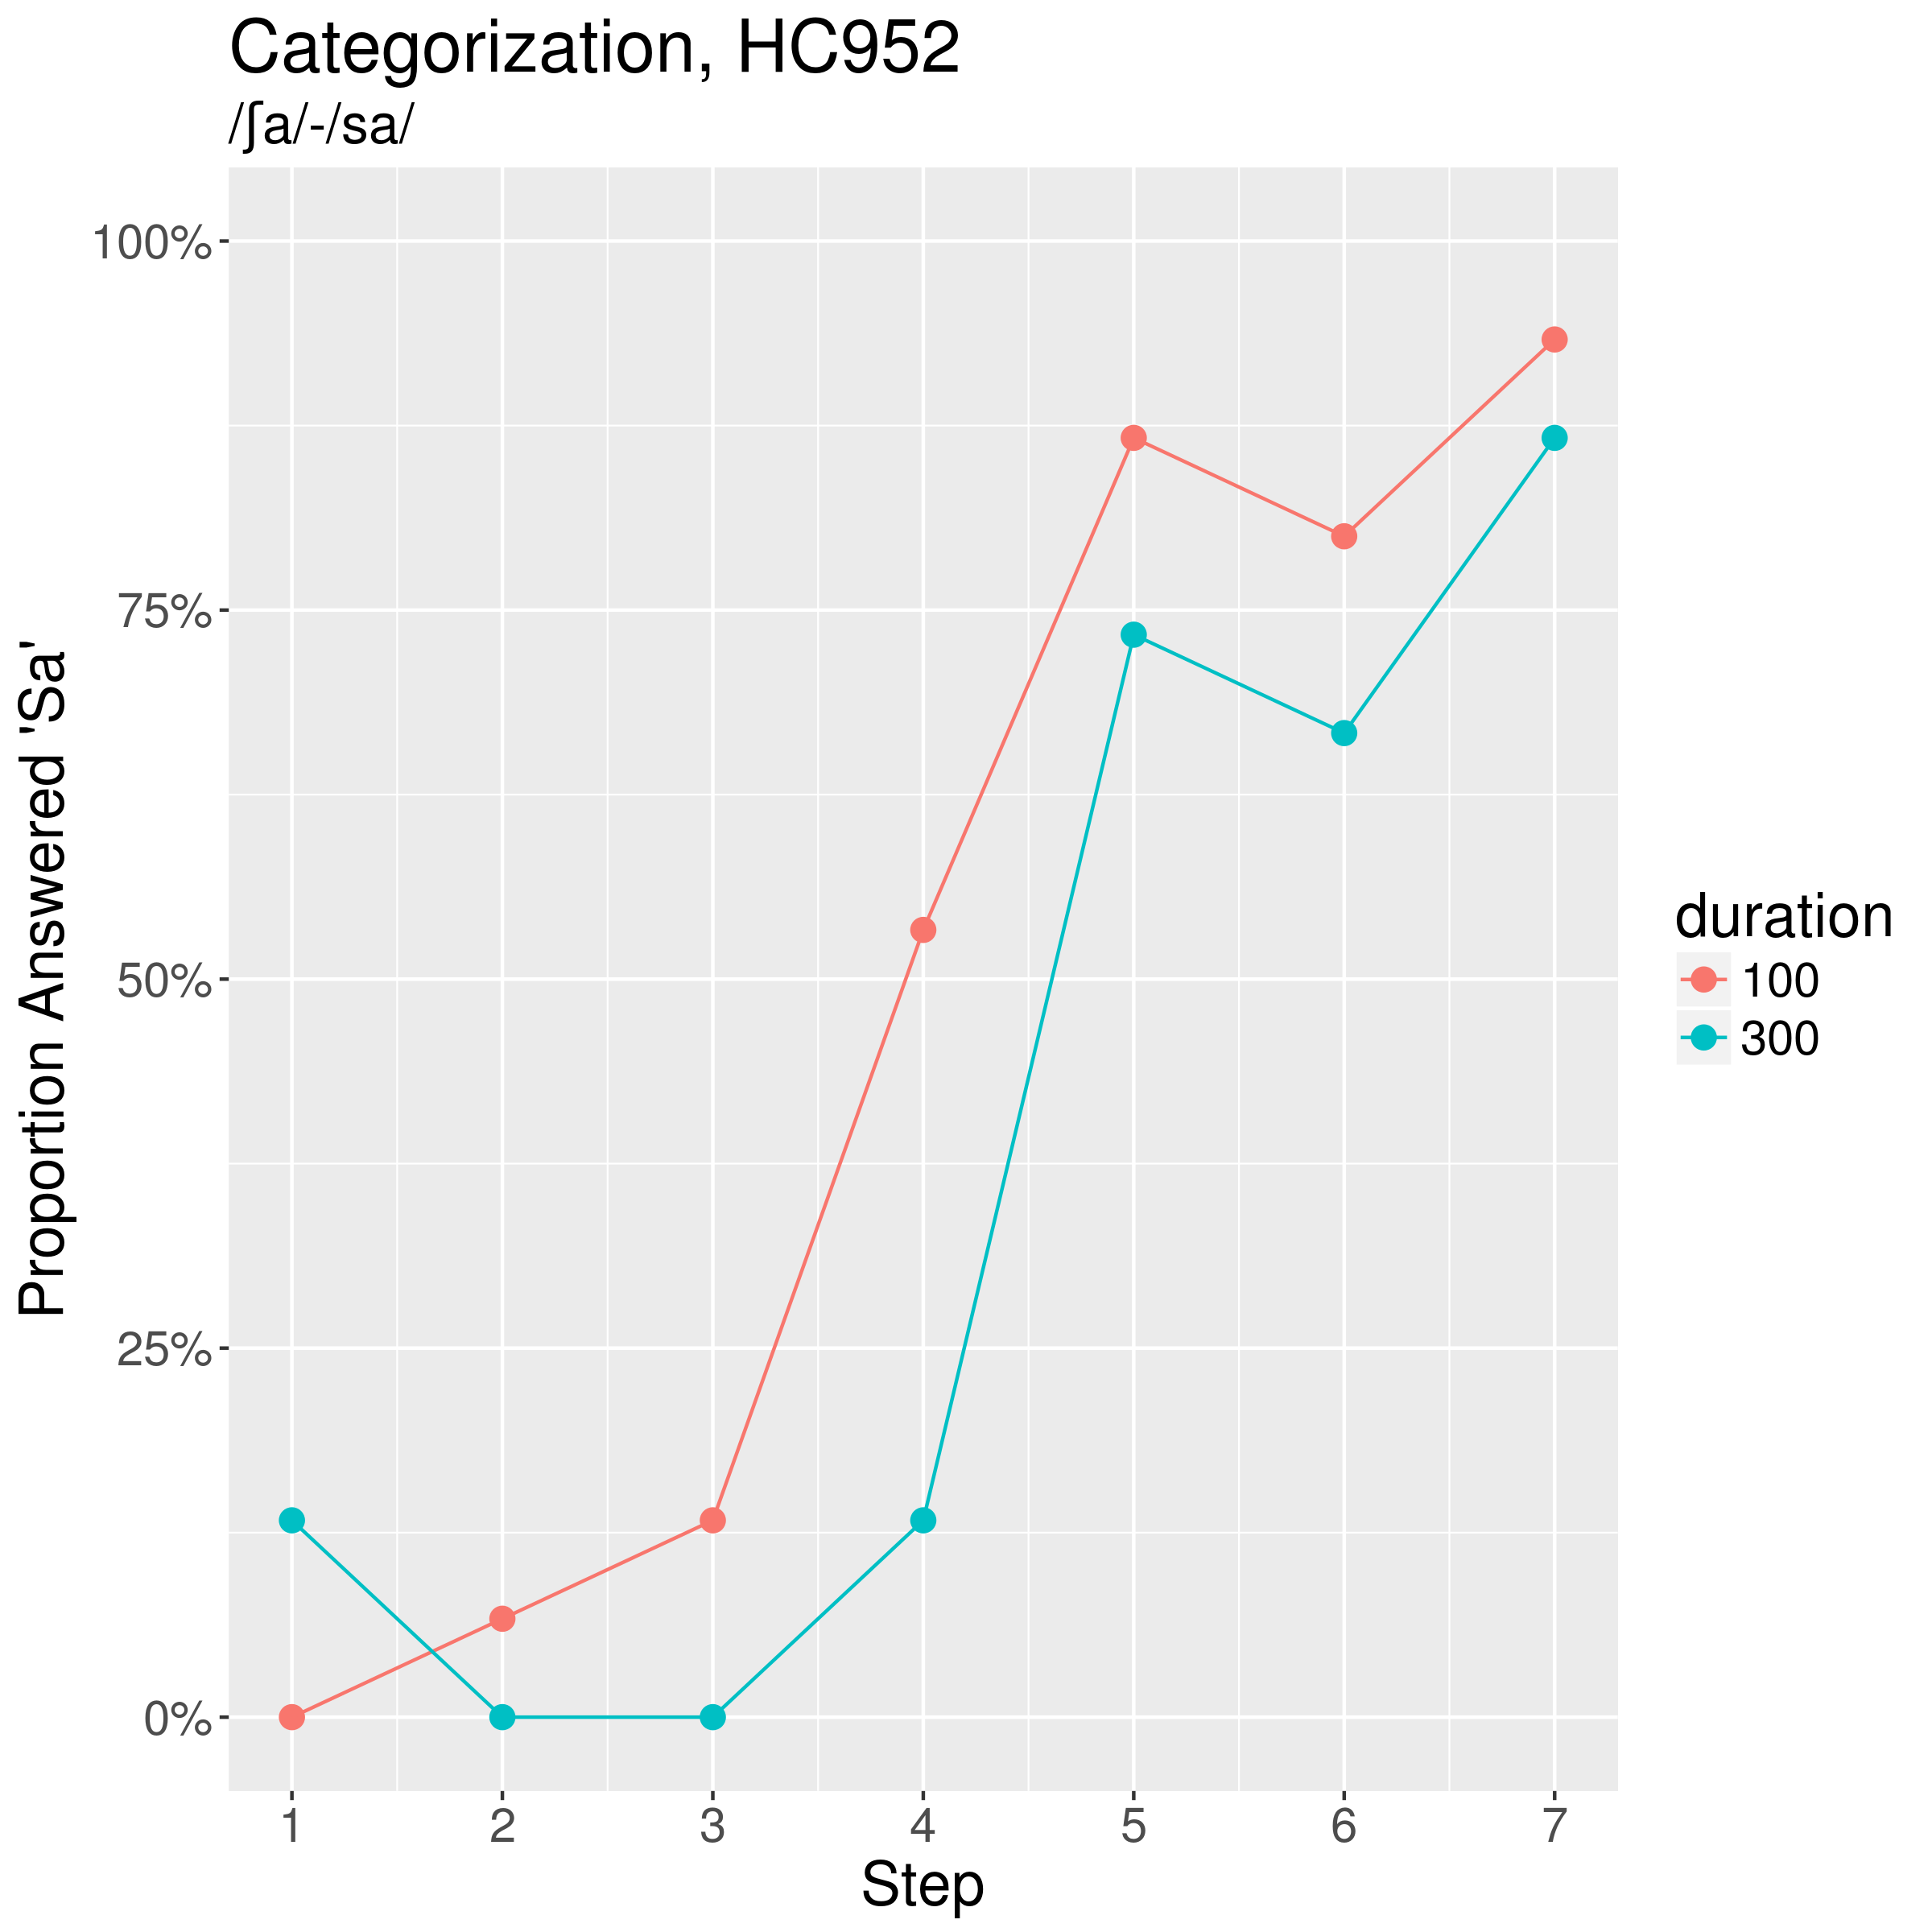 Categorization, HC952
/ʃa/-/sa/
100%
75%
50%
25%
0%
Proportion Answered 'Sa'
1 2 3 4 5 6 7
Step
duration
100
300